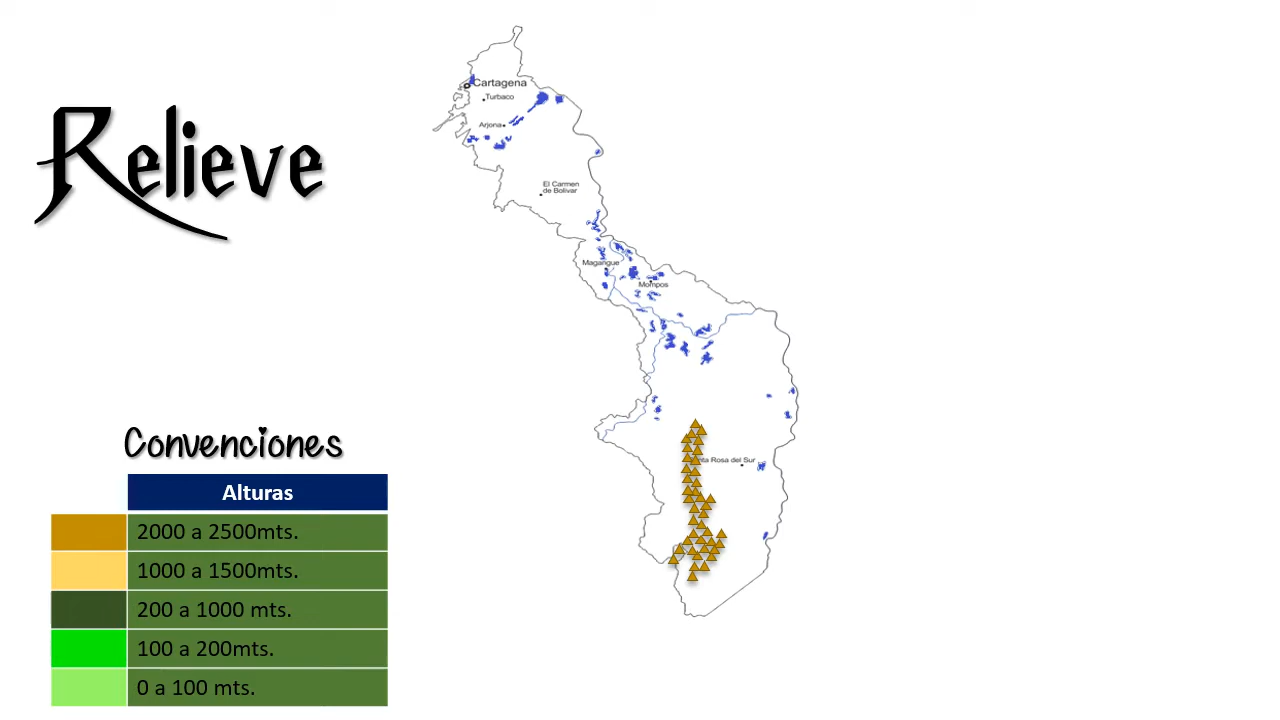 Relieve
Cartagena
Turbaco
Arjona
El Carmen
de Bolívar
Magangue
Mompos
nta Rosa del Sur
Convenciones
Alturas
2000 a 2500mts.
1000 a 1500mts.
200 a 1000 mts.
100 a 200mts.
0 a 100 mts.